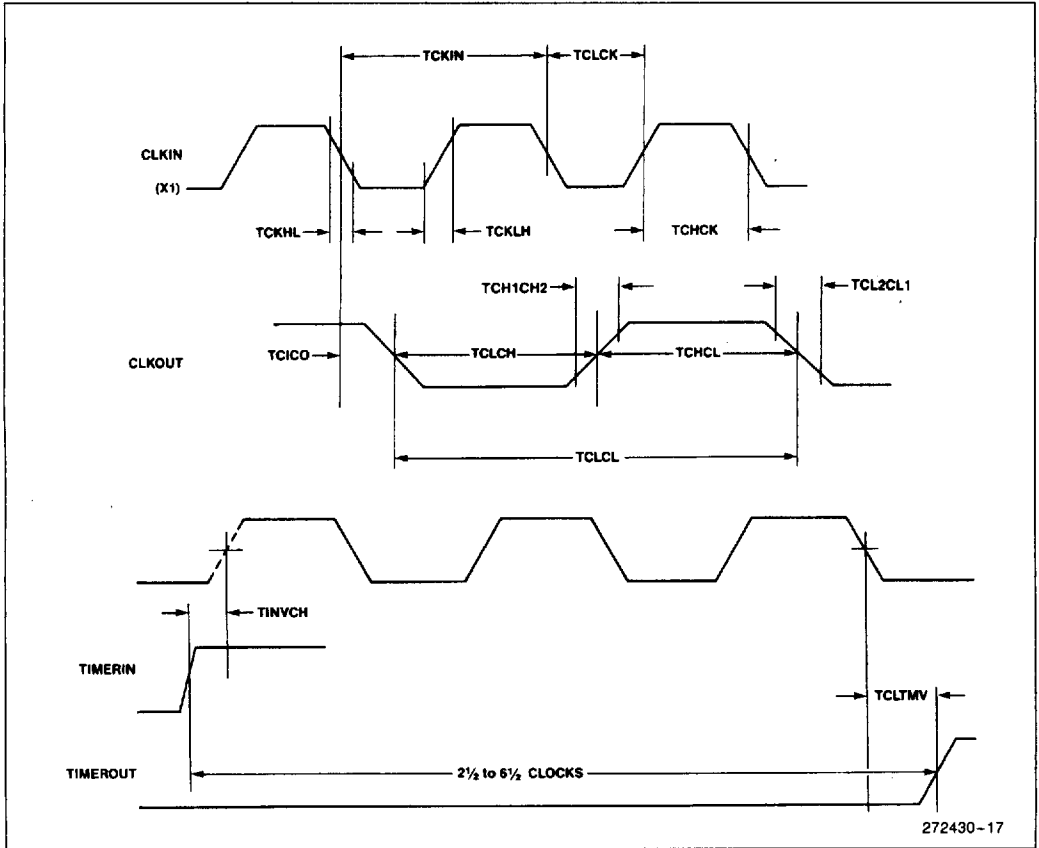 TCKIN TCLCK
CLKIN
(X1)
TCKHL TCKLH TCHCK
TCH1CH2 TCL2CL1
CLKOUT
TCICO TCLCH TCHCL
TCLCL
TINVCH
TIMERIN
TCLTMV
TIMEROUT 2½ to 6½ CLOCKS
272430-17